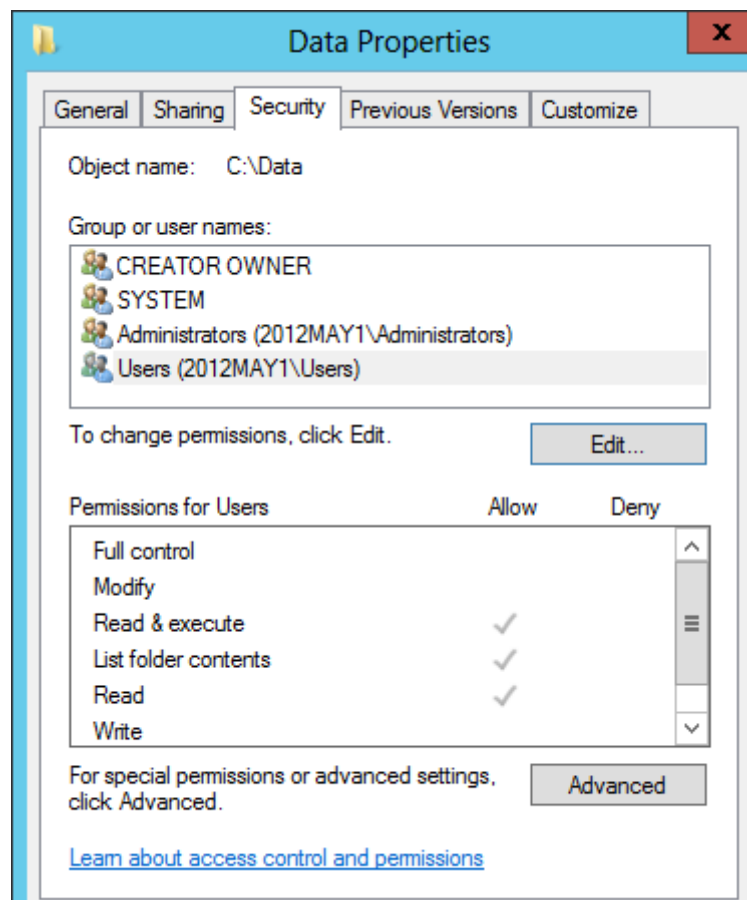 Data Properties
x
General Sharing Security Previous Versions Customize
Object name: C:\Data
Group or user names:
CREATOR OWNER
SYSTEM
Administrators (2012MAY1\Administrators)
Users (2012MAY1\Users)
To change permissions, click Edit.
Edit...
Permissions for Users Allow Deny
Full control
Modify
Read & execute
List folder contents
Read
Write
For special permissions or advanced settings,
click Advanced.
Advanced
Learn about access control and permissions